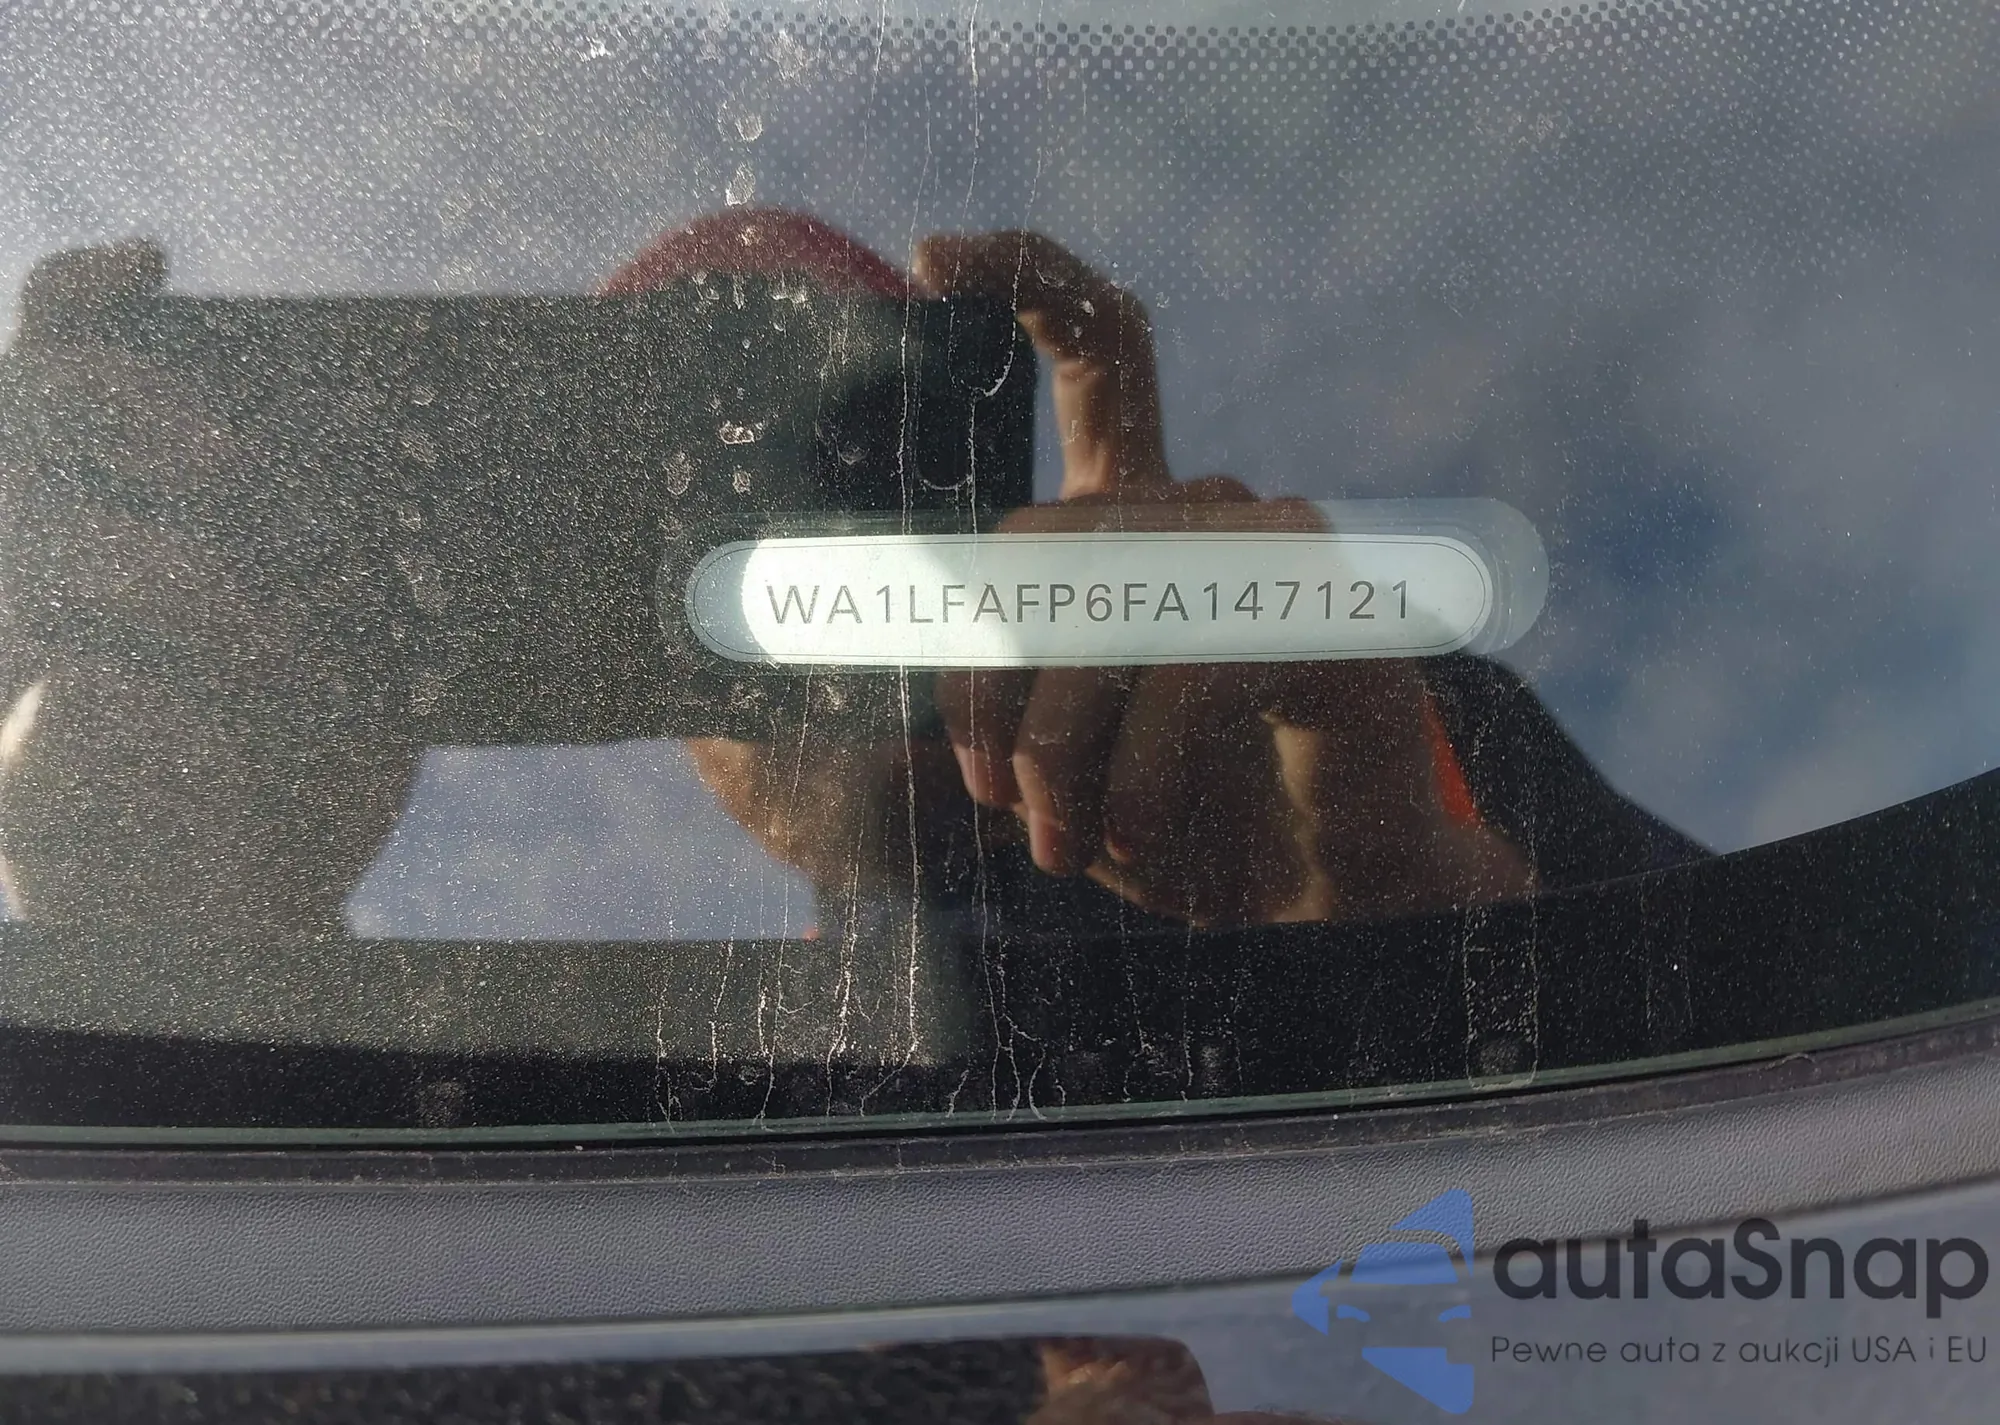 WA1LFAFP6FA147121
autaSnap
Pewne auta z aukcji USA i EU